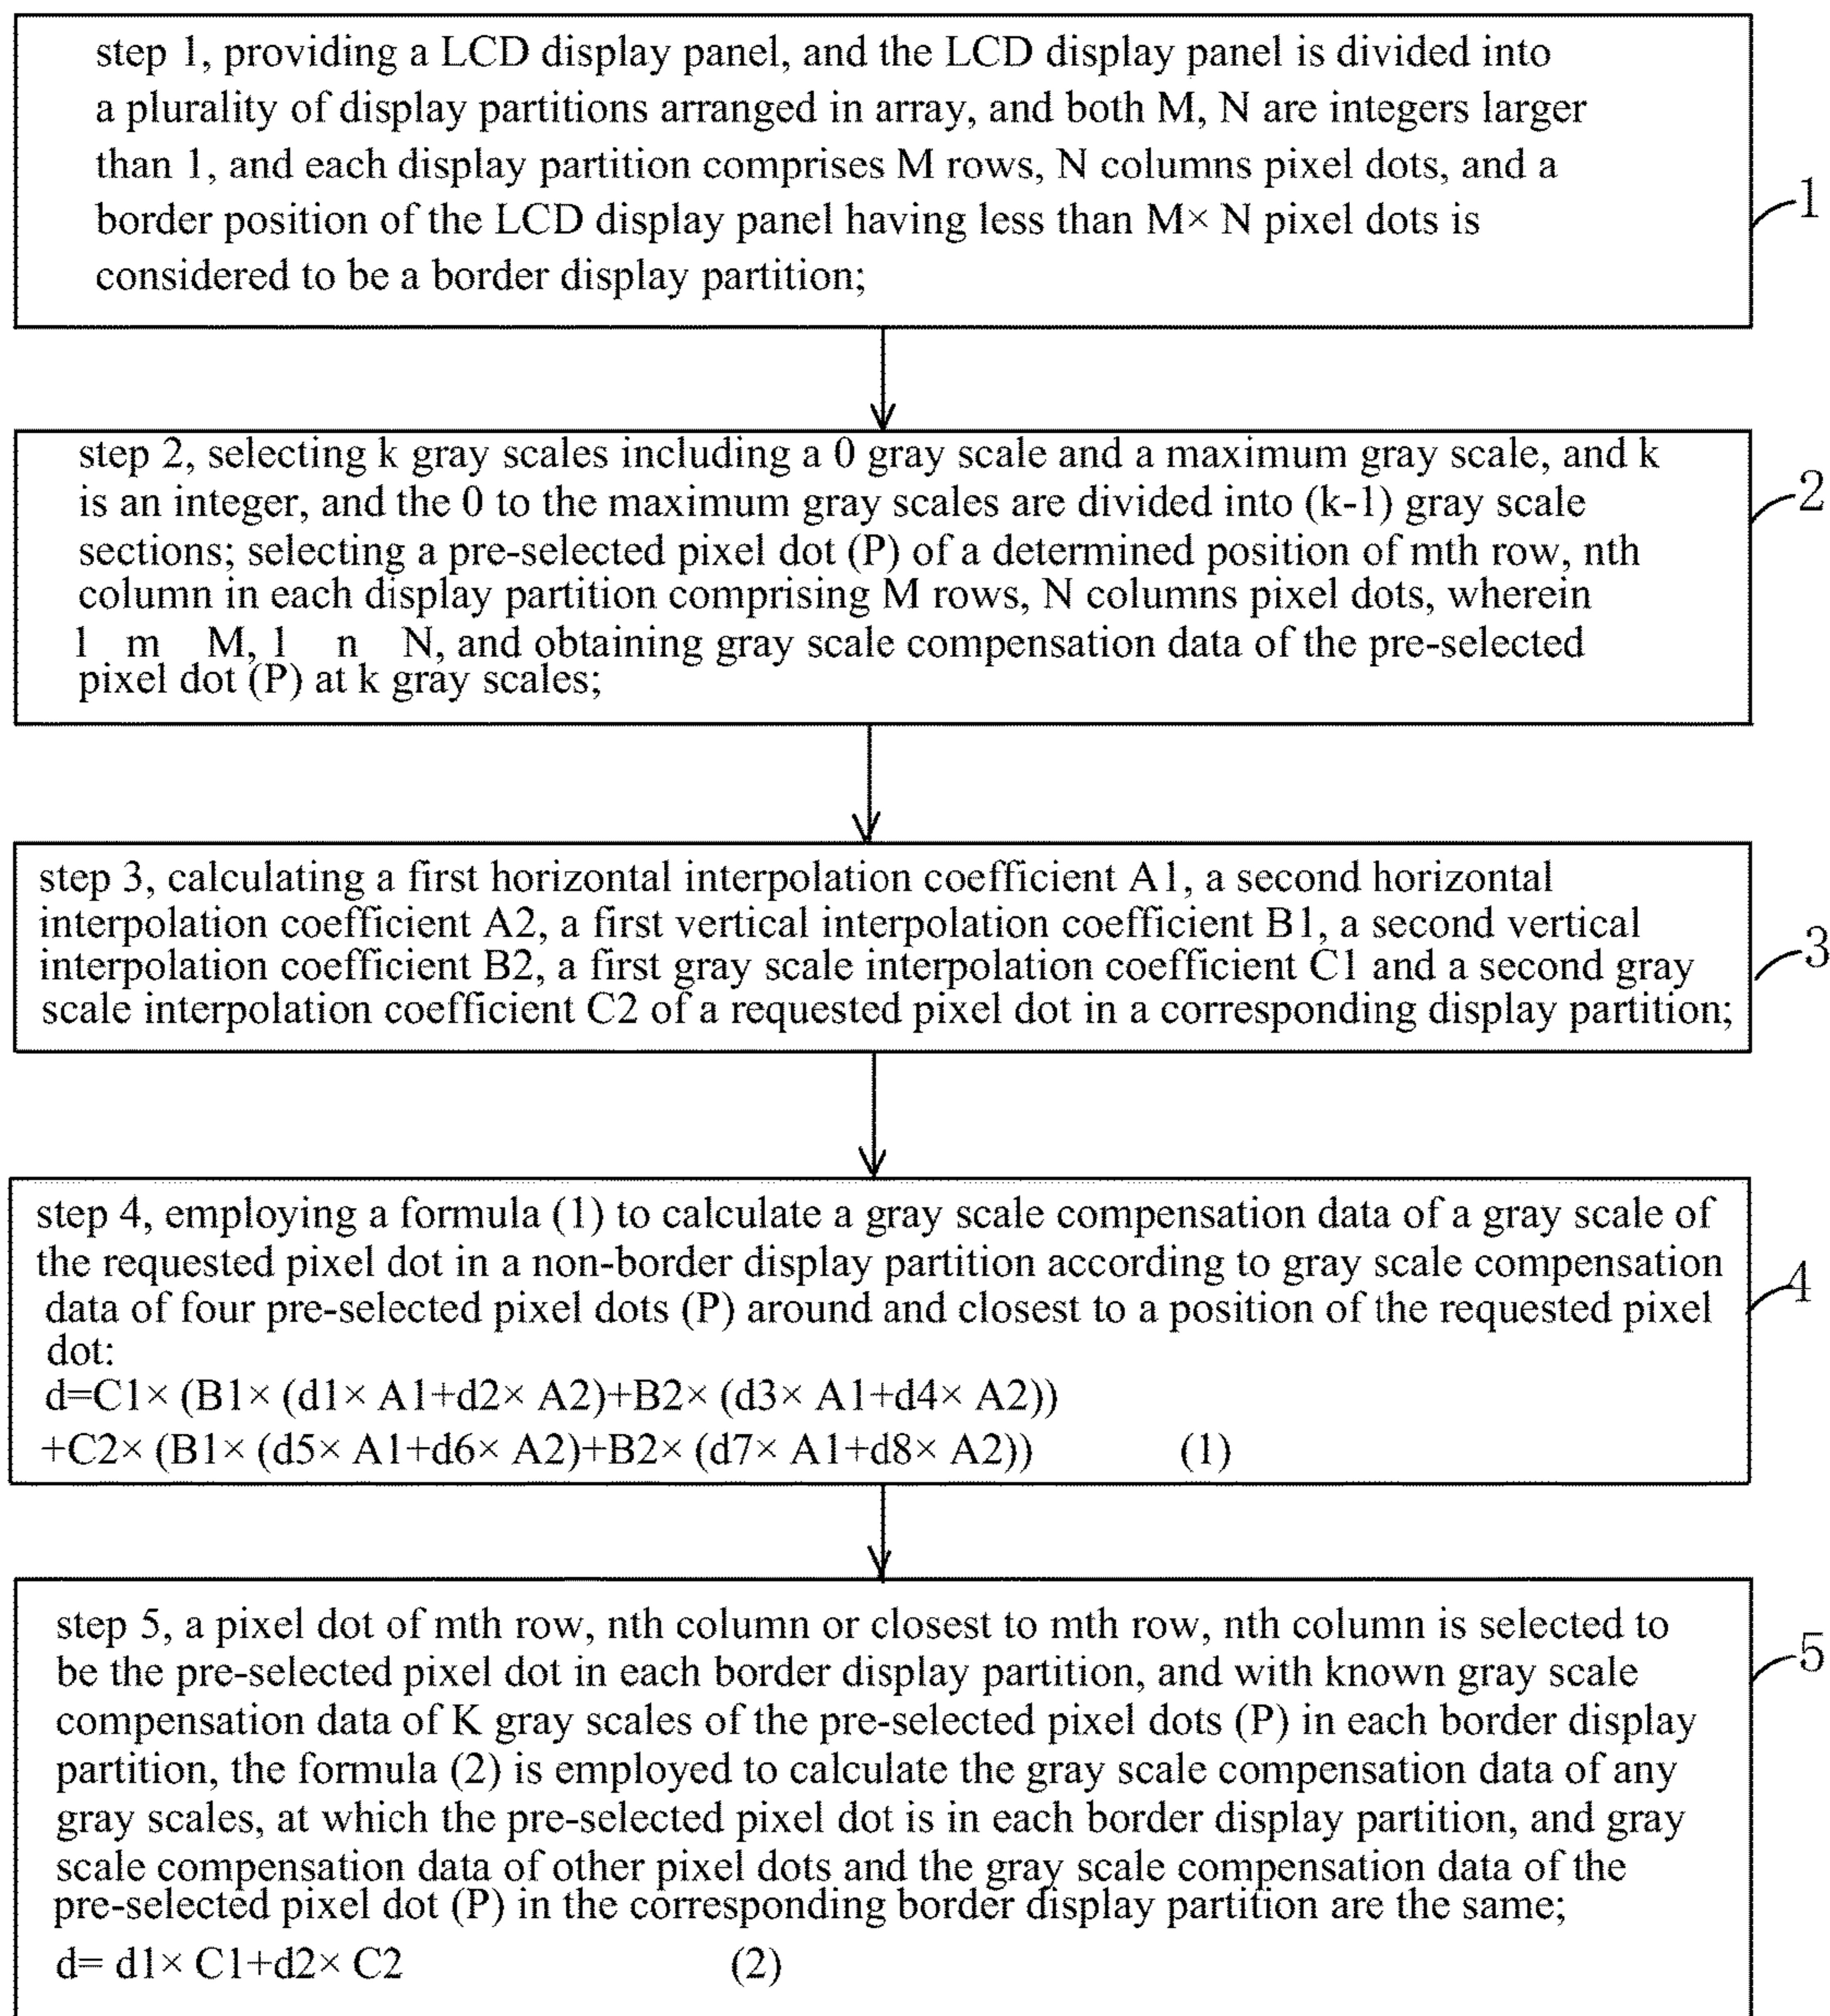 step 1, providing a LCD display panel, and the LCD display panel is divided into
a plurality of display partitions arranged in array, and both M, N are integers larger
than 1, and each display partition comprises M rows, N columns pixel dots, and a
border position of the LCD display panel having less than M× N pixel dots is
considered to be a border display partition;
1
step 2, selecting k gray scales including a 0 gray scale and a maximum gray scale, and k
is an integer, and the 0 to the maximum gray scales are divided into (k-1) gray scale
sections; selecting a pre-selected pixel dot (P) of a determined position of mth row, nth
column in each display partition comprising M rows, N columns pixel dots, wherein
1 m M, 1 n N, and obtaining gray scale compensation data of the pre-selected
pixel dot (P) at k gray scales;
2
step 3, calculating a first horizontal interpolation coefficient A1, a second horizontal
interpolation coefficient A2, a first vertical interpolation coefficient B1, a second vertical
interpolation coefficient B2, a first gray scale interpolation coefficient C1 and a second gray
scale interpolation coefficient C2 of a requested pixel dot in a corresponding display partition;
3
step 4, employing a formula (1) to calculate a gray scale compensation data of a gray scale of
the requested pixel dot in a non-border display partition according to gray scale compensation
data of four pre-selected pixel dots (P) around and closest to a position of the requested pixel
dot:
d=C1× (B1× (d1× A1+d2× A2)+B2× (d3× A1+d4× A2))
+C2× (B1× (d5× A1+d6× A2)+B2× (d7× A1+d8× A2)) (1)
4
step 5, a pixel dot of mth row, nth column or closest to mth row, nth column is selected to
be the pre-selected pixel dot in each border display partition, and with known gray scale
compensation data of K gray scales of the pre-selected pixel dots (P) in each border display
partition, the formula (2) is employed to calculate the gray scale compensation data of any
gray scales, at which the pre-selected pixel dot is in each border display partition, and gray
scale compensation data of other pixel dots and the gray scale compensation data of the
pre-selected pixel dot (P) in the corresponding border display partition are the same;
d= d1× C1+d2× C2 (2)
5